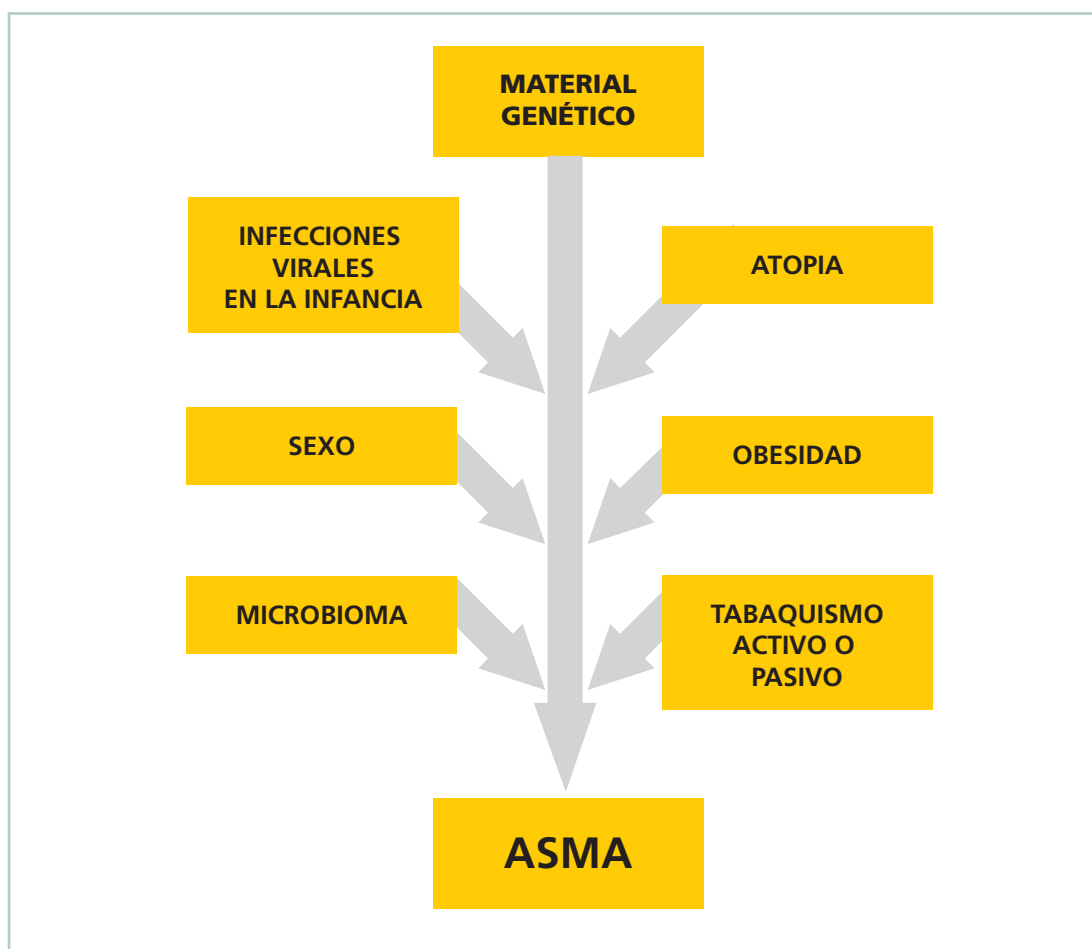 MATERIAL
GENÉTICO
INFECCIONES
VIRALES
EN LA INFANCIA
ATOPIA
SEXO
OBESIDAD
MICROBIOMA
TABAQUISMO
ACTIVO O
PASIVO
ASMA